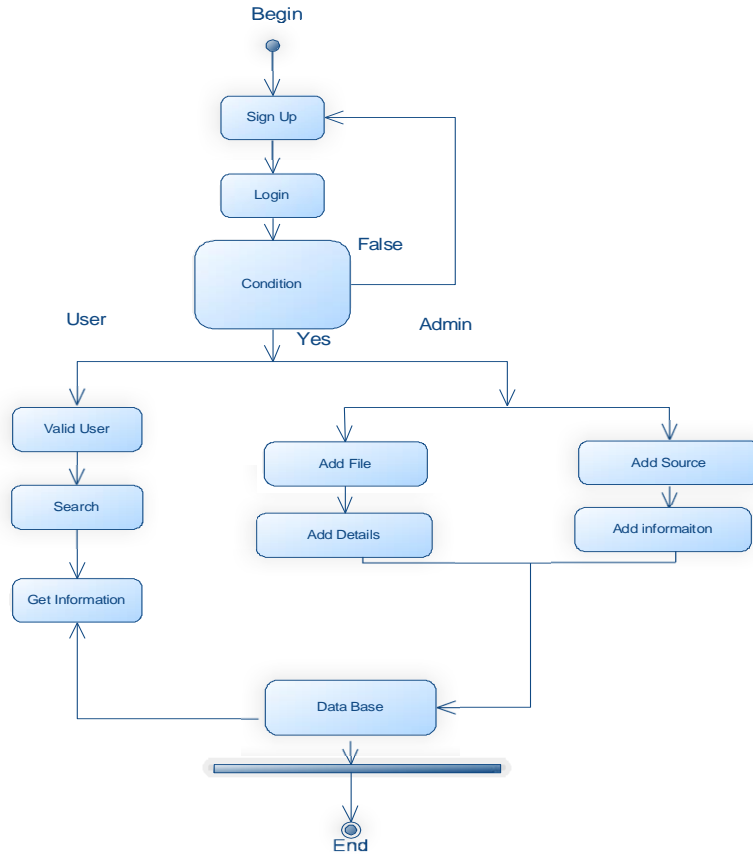 Begin
Sign Up
Login
False
Condition
User
Admin
Yes
Valid User
Add File
Add Source
Search
Add Details
Add informaiton
Get Information
Data Base
End